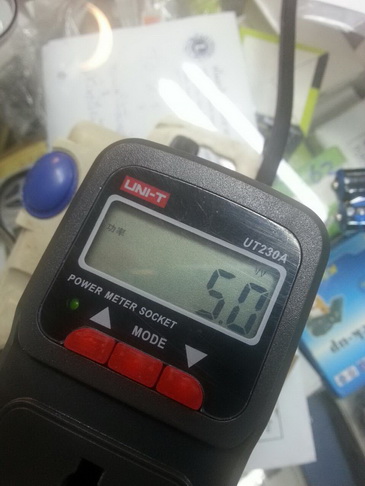 UNI-T
UT230A
功率
W
5.0
POWER METER SOCKET
MODE